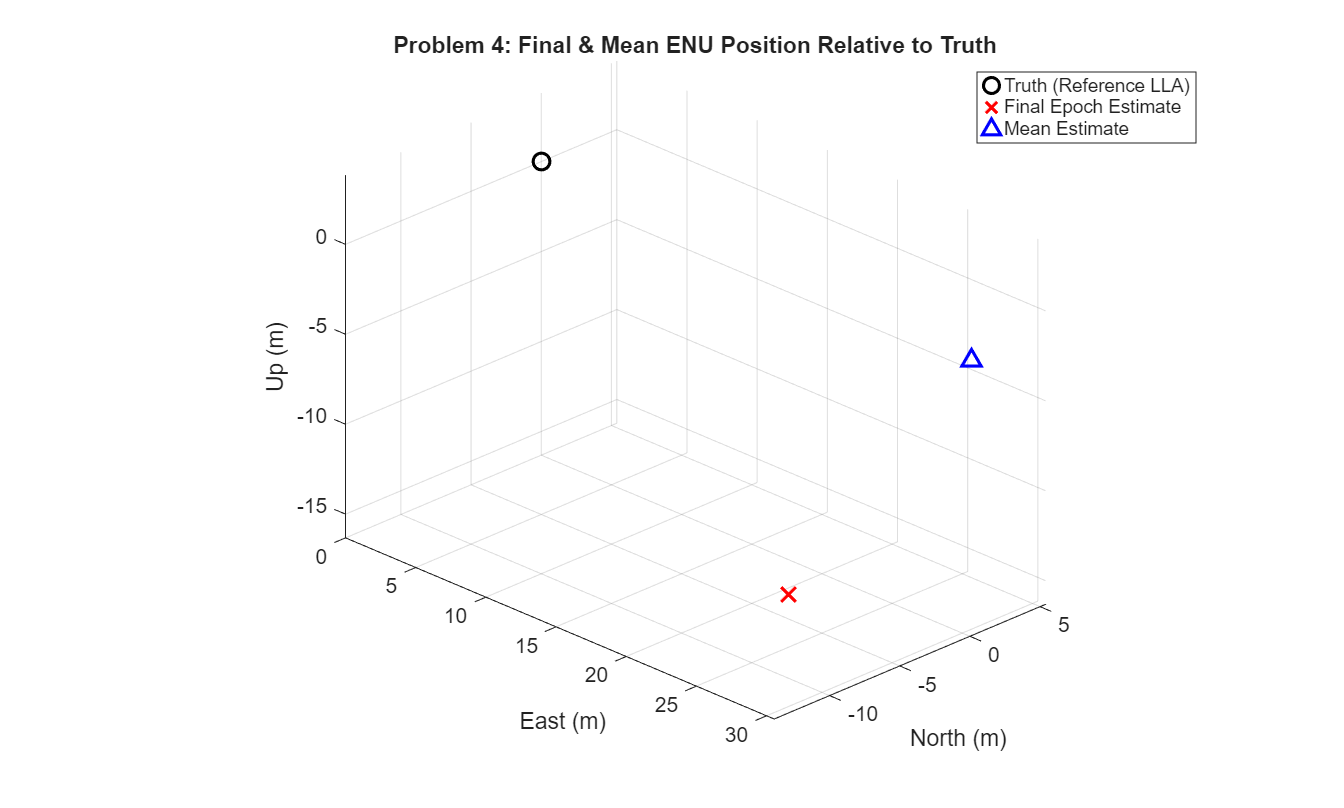 Problem 4: Final & Mean ENU Position Relative to Truth
Truth (Reference LLA)
Final Epoch Estimate
Mean Estimate
0
-5
-10
-15
Up (m)
0
5
10
15
20
25
30
East (m)
-10
-5
0
5
North (m)